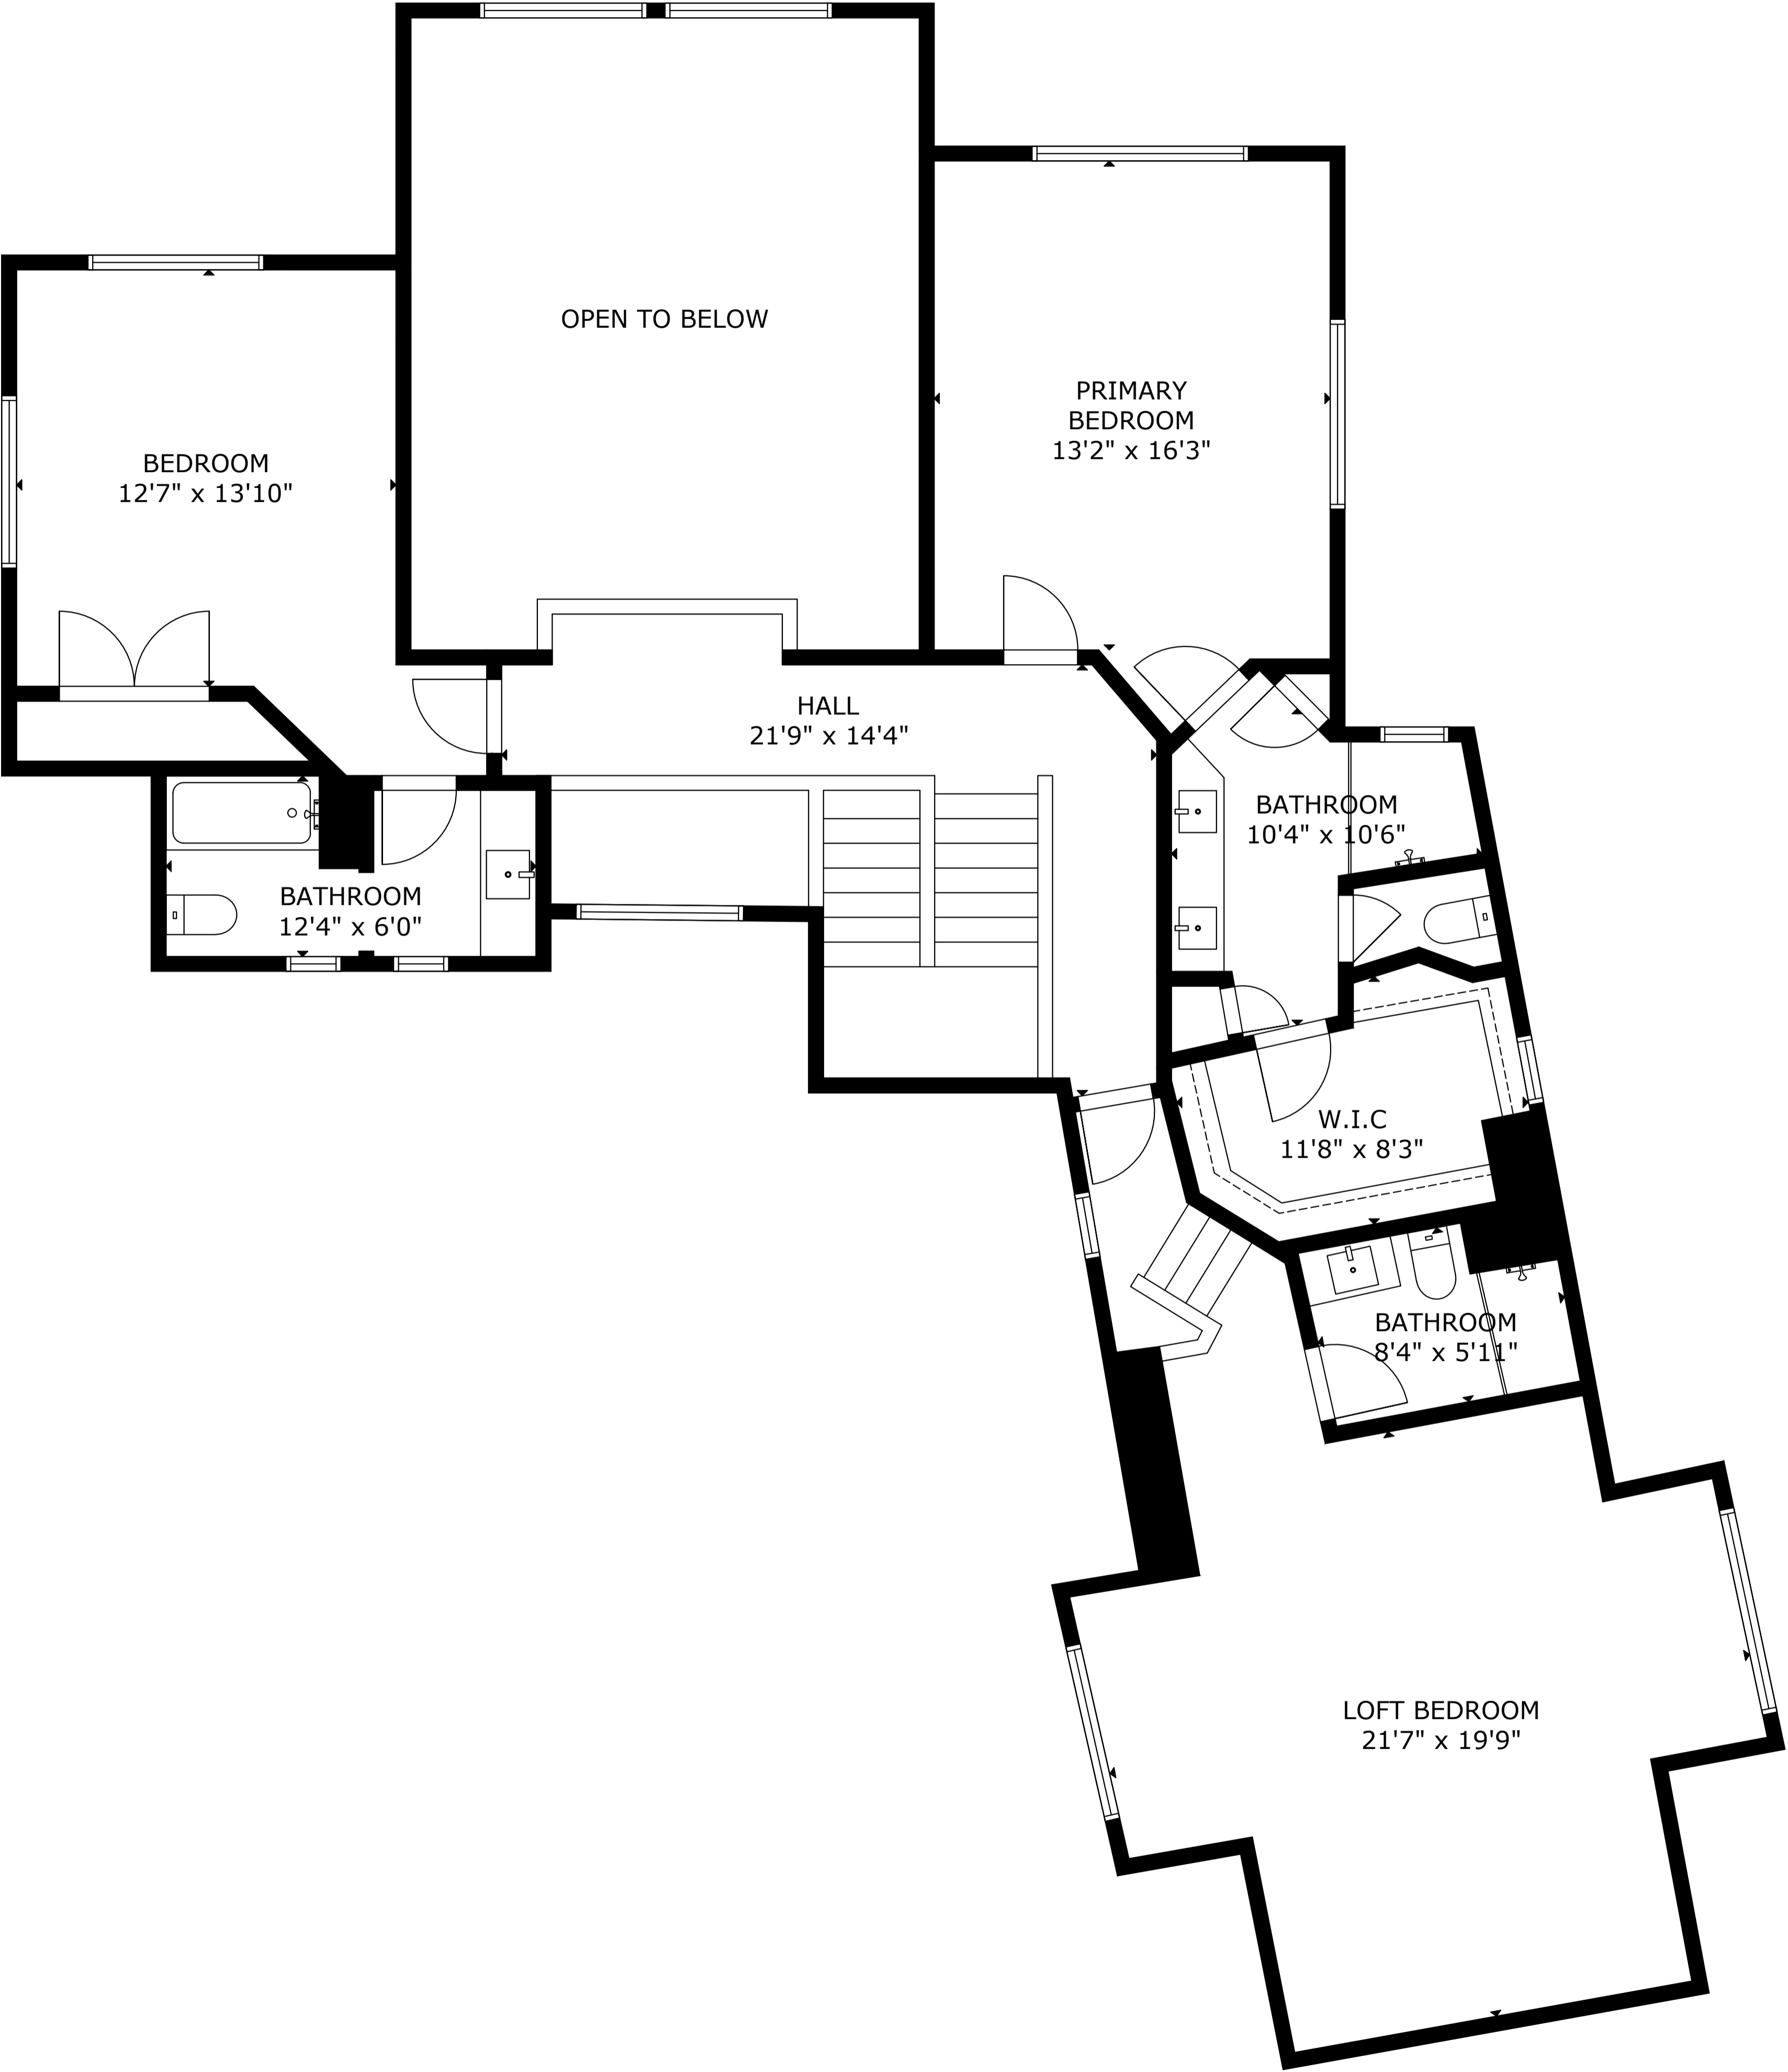 OPEN TO BELOW
PRIMARY
BEDROOM
13'2" x 16'3"
BEDROOM
12'7" x 13'10"
HALL
21'9" x 14'4"
BATHROOM
10'4" x 10'6"
BATHROOM
12'4" x 6'0"
W.I.C
11'8" x 8'3"
BATHROOM
8'4" x 5'11"
LOFT BEDROOM
21'7" x 19'9"